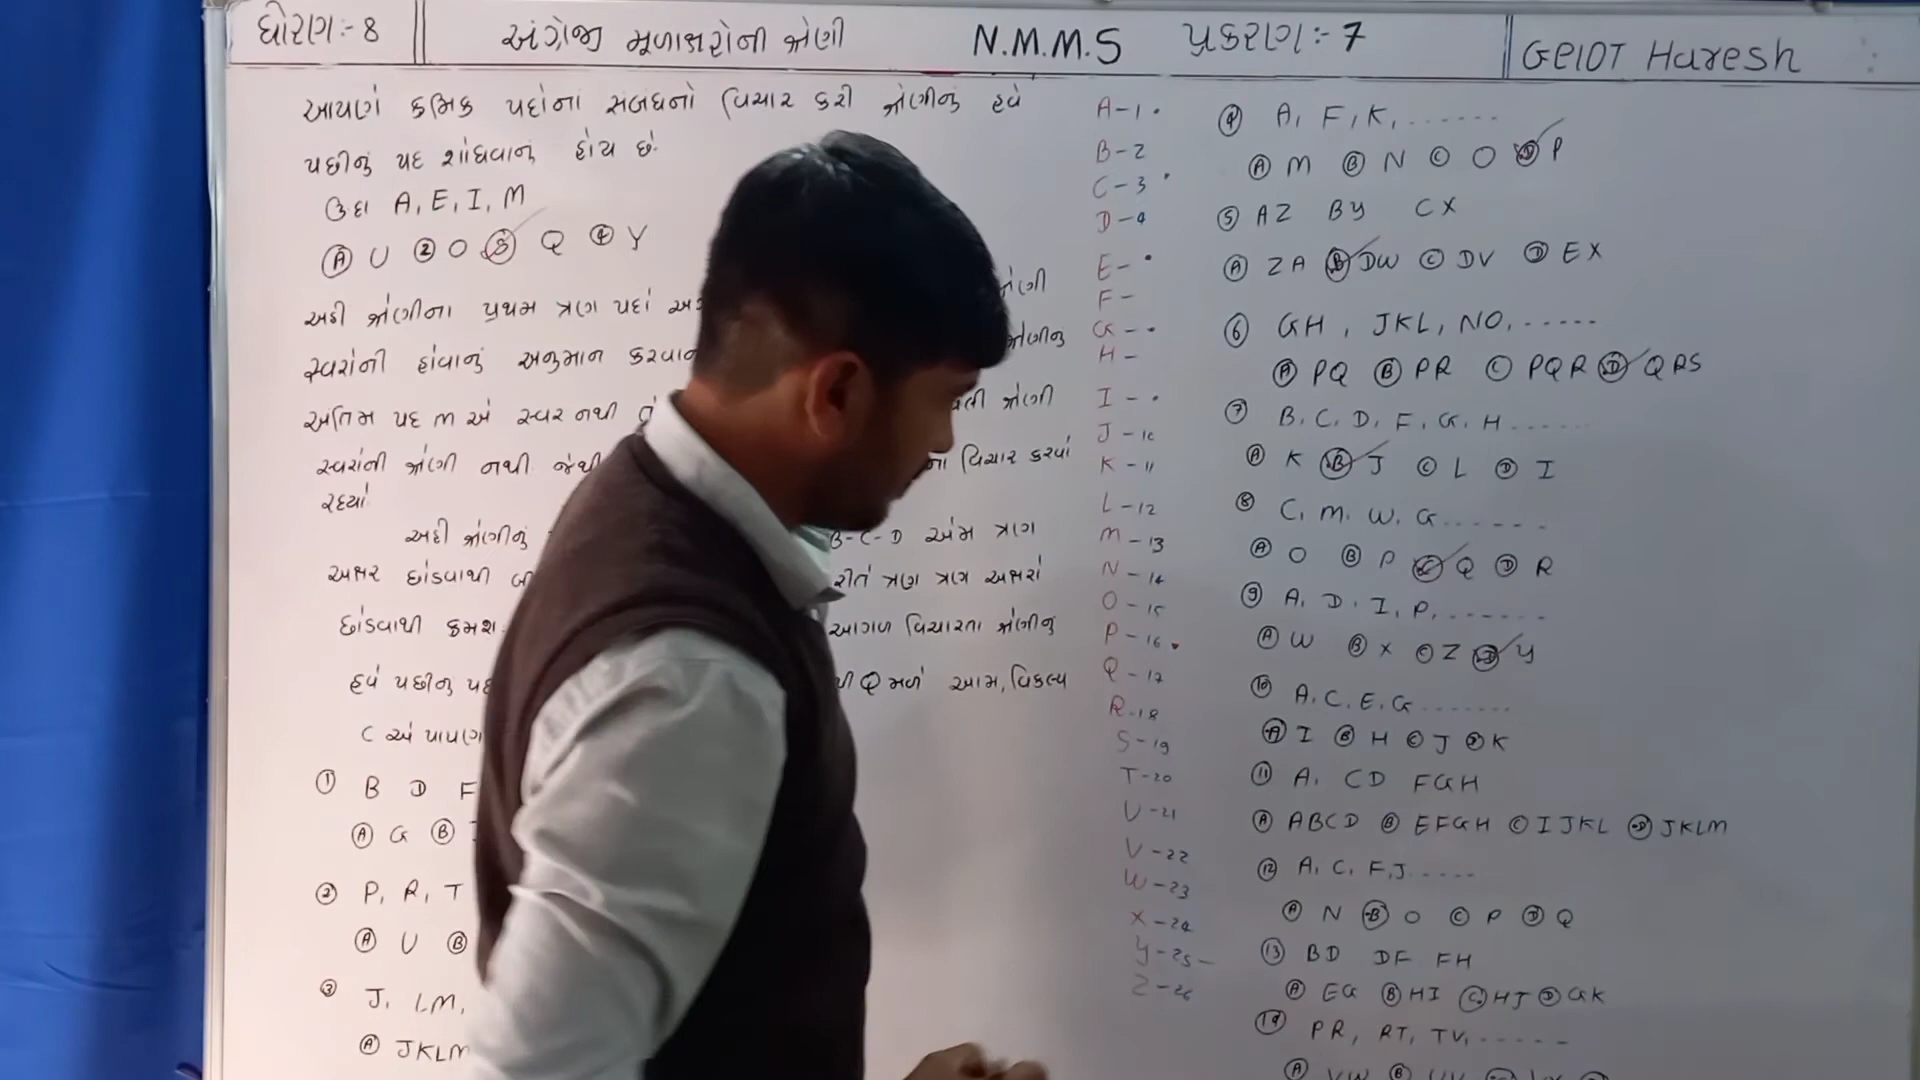 ધોરણ:- 8 અંગ્રેજી મૂળાક્ષરોની શ્રેણી N.M.M.S પ્રકરણ:- 7 GPIOT Haresh
આપણે ક્રમિક પદોના સંબંધનો વિચાર કરી શ્રેણીનું હવે
પછીનું પદ શોધવાનું હોય છે.
ઉદા A, E, I, M
Ⓐ U ② O Ⓒ Q ④ Y
અહી શ્રેણીના પ્રથમ ત્રણ પદો
સ્વરોની હોવાનું અનુમાન કરવાન શ્રેણીનુ
અંતિમ પદ M એ સ્વર નથી શ્રેણી
સ્વરોની શ્રેણી નથી જેથી ના વિચાર કરવો
રહ્યો
અહી શ્રેણીનું B-C-D એમ ત્રણ
અક્ષર છોડવાથી રીતે ત્રણ ત્રણ અક્ષરો
છોડવાથી ક્રમશ આગળ વિચારતા શ્રેણીનુ
હવે પછીનુ પદ Q મળે આમ, વિકલ્પ
C એ
① B D F
Ⓐ G Ⓑ
② P, R, T
Ⓐ U Ⓑ
③ J, LM,
Ⓐ JKLM
A-1
B-2
C-3
D-4
E-
F-
G-
H-
I-
J-10
K-11
L-12
M-13
N-14
O-15
P-16
Q-17
R-18
S-19
T-20
U-21
V-22
W-23
X-24
Y-25
Z-26
④ A, F, K, .......
Ⓐ M Ⓑ N Ⓒ O Ⓓ P
⑤ AZ BY CX
Ⓐ ZA Ⓑ DW Ⓒ DV Ⓓ EX
⑥ GH, JKL, NO, .....
Ⓐ PQ Ⓑ PR Ⓒ PQR Ⓓ QRS
⑦ B, C, D, F, G, H ......
Ⓐ K Ⓑ J Ⓒ L Ⓓ I
⑧ C, M, W, G ......
Ⓐ O Ⓑ P Ⓒ Q Ⓓ R
⑨ A, D, I, P, .......
Ⓐ W Ⓑ X Ⓒ Z Ⓓ Y
⑩ A, C, E, G .......
Ⓐ I Ⓑ H Ⓒ J Ⓓ K
⑪ A, CD FGH
Ⓐ ABCD Ⓑ EFGH Ⓒ IJKL Ⓓ JKLM
⑫ A, C, F, J .....
Ⓐ N Ⓑ O Ⓒ P Ⓓ Q
⑬ BD DF FH
Ⓐ EG Ⓑ HI Ⓒ HJ Ⓓ GK
⑭ PR, RT, TV, .....
Ⓐ VW Ⓑ